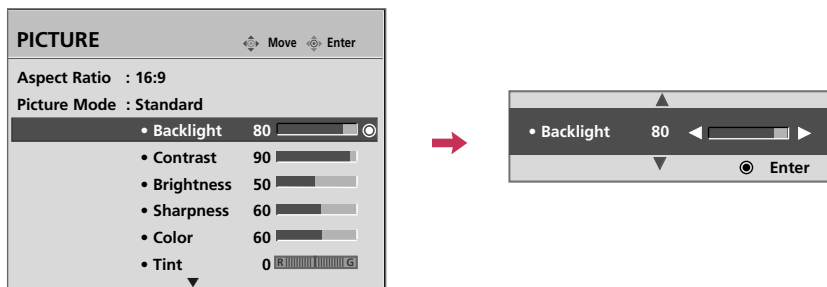 PICTURE Move Enter
Aspect Ratio : 16:9
Picture Mode : Standard
• Backlight 80
• Contrast 90
• Brightness 50
• Sharpness 60
• Color 60
• Tint 0 R G
• Backlight 80
Enter